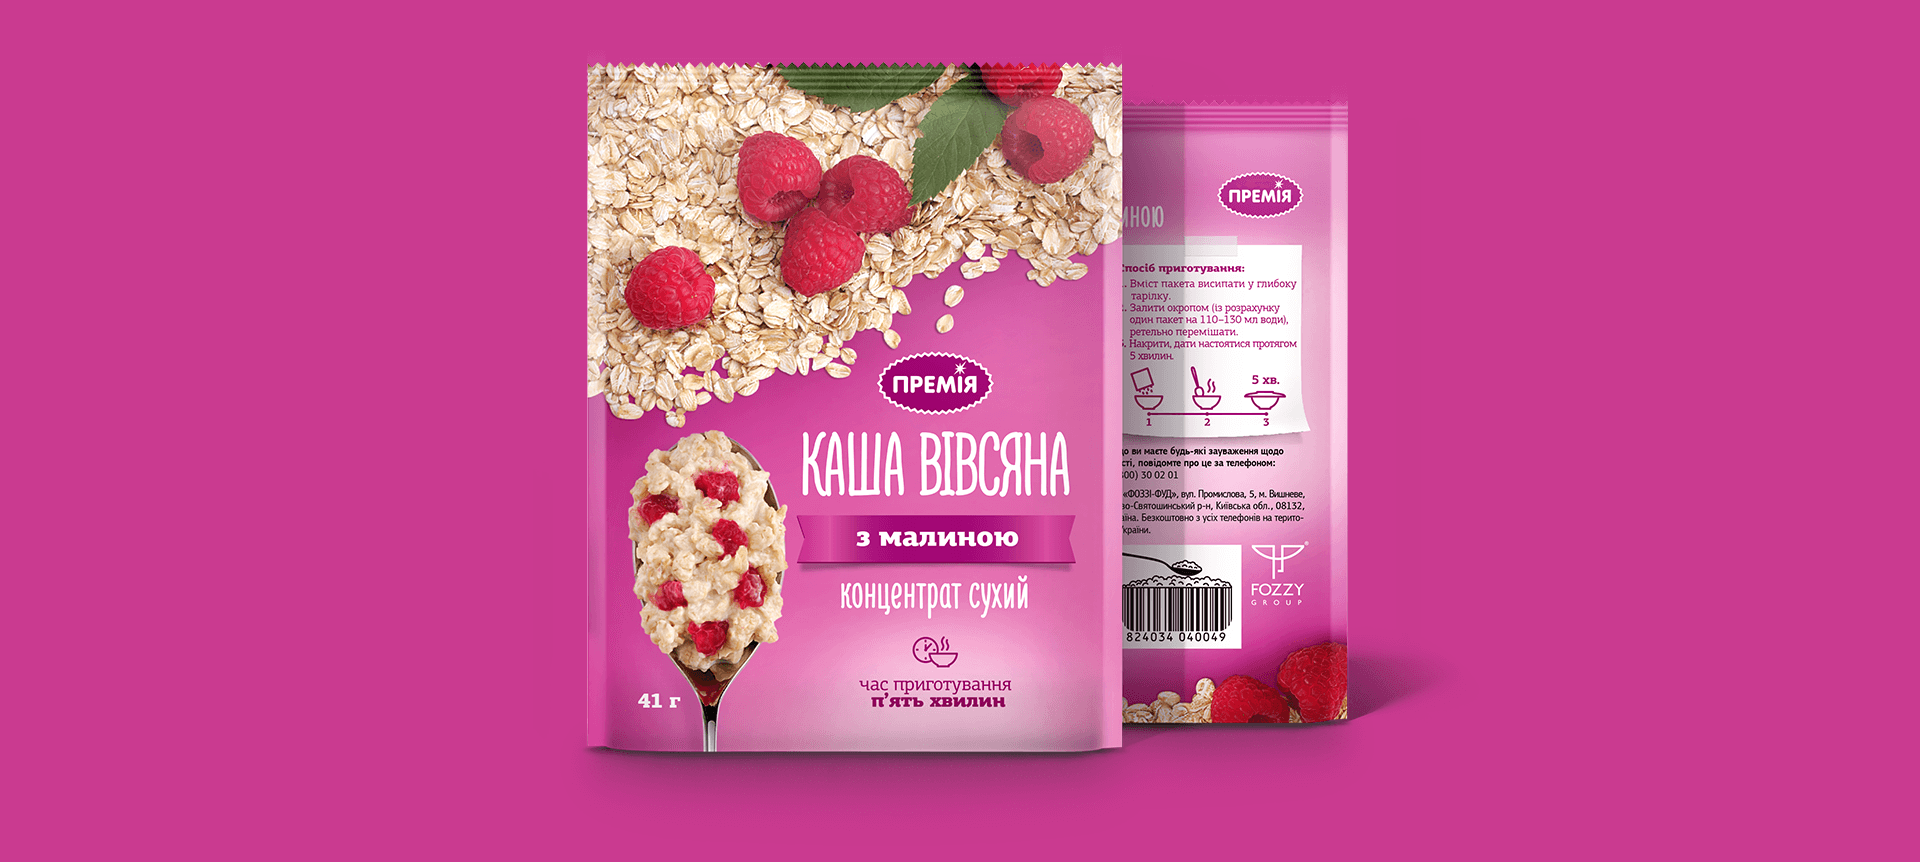 ПРЕМІЯ
КАША ВІВСЯНА
з малиною
концентрат сухий
час приготування
п'ять хвилин
41 г
ПРЕМІЯ
Спосіб приготування:
Вміст пакета висипати у глибоку
тарілку.
Залити окропом (із розрахунку
один пакет на 110–130 мл води),
ретельно перемішати.
Накрити, дати настоятися протягом
5 хвилин.
5 хв.
1 2 3
ви маєте будь-які зауваження щодо
повідомте про це за телефоном:
30 02 01
«ФОЗЗІ-ФУД», вул. Промислова, 5, м. Вишневе,
Святошинський р-н, Київська обл., 08132,
Безкоштовно з усіх телефонів на терито-
України.
824034 040049
FOZZY
GROUP
®